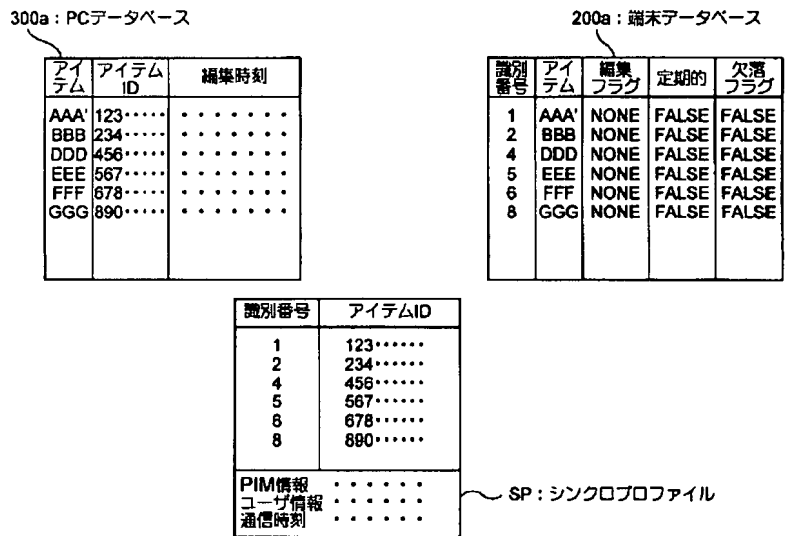 300a：PCデータベース
アイテム アイテムID 編集時刻
AAA' 123‥‥‥ ・・・・・・・
BBB 234‥‥‥ ・・・・・・・
DDD 456‥‥‥ ・・・・・・・
EEE 567‥‥‥ ・・・・・・・
FFF 678‥‥‥ ・・・・・・・
GGG 890‥‥‥ ・・・・・・・
200a：端末データベース
識別番号 アイテム 編集フラグ 定期的 欠落フラグ
1 AAA' NONE FALSE FALSE
2 BBB NONE FALSE FALSE
4 DDD NONE FALSE FALSE
5 EEE NONE FALSE FALSE
6 FFF NONE FALSE FALSE
8 GGG NONE FALSE FALSE
識別番号 アイテムID
1 123‥‥‥
2 234‥‥‥
4 456‥‥‥
5 567‥‥‥
6 678‥‥‥
8 890‥‥‥
PIM情報 ・・・・・・
ユーザ情報 ・・・・・・
通信時刻 ・・・・・・
SP：シンクロプロファイル